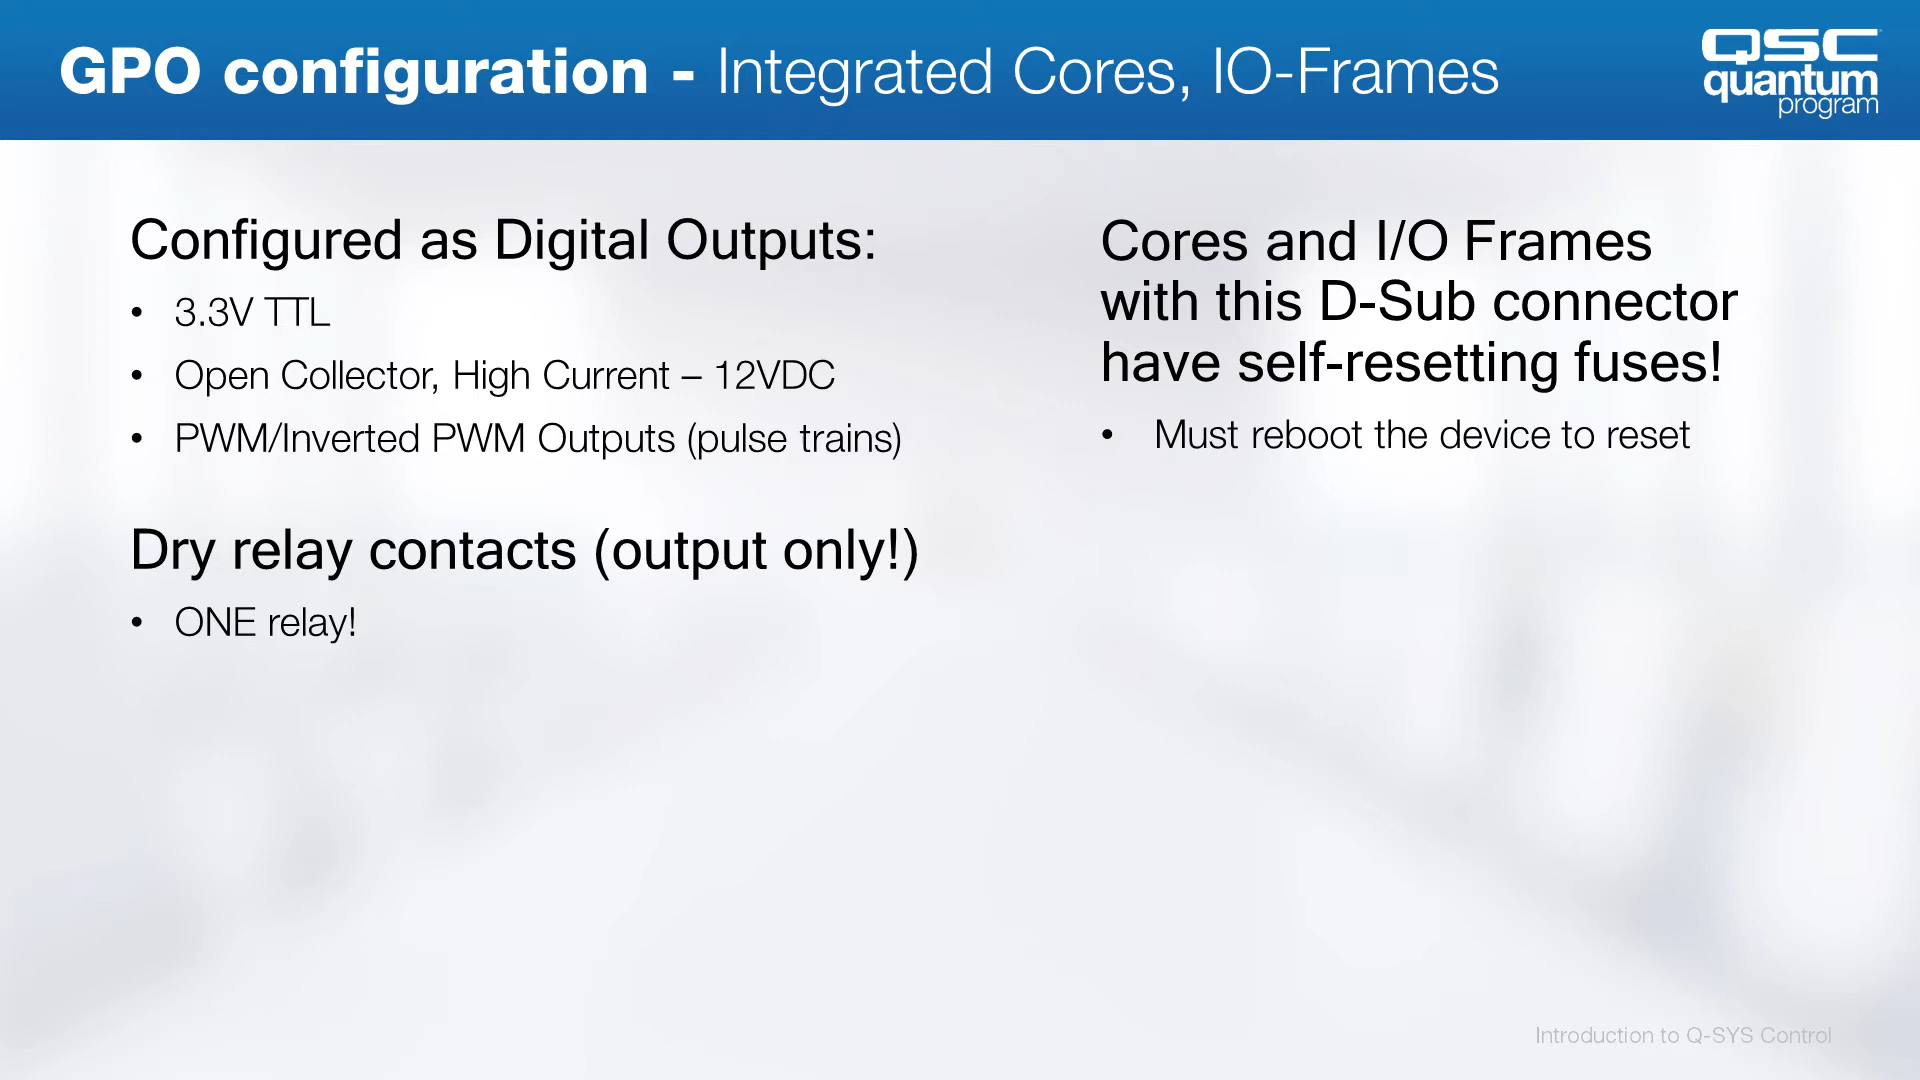 GPO configuration - Integrated Cores, IO-Frames
QSC
quantum
program
Configured as Digital Outputs:
• 3.3V TTL
• Open Collector, High Current – 12VDC
• PWM/Inverted PWM Outputs (pulse trains)
Dry relay contacts (output only!)
• ONE relay!
Cores and I/O Frames
with this D-Sub connector
have self-resetting fuses!
• Must reboot the device to reset
Introduction to Q-SYS Control